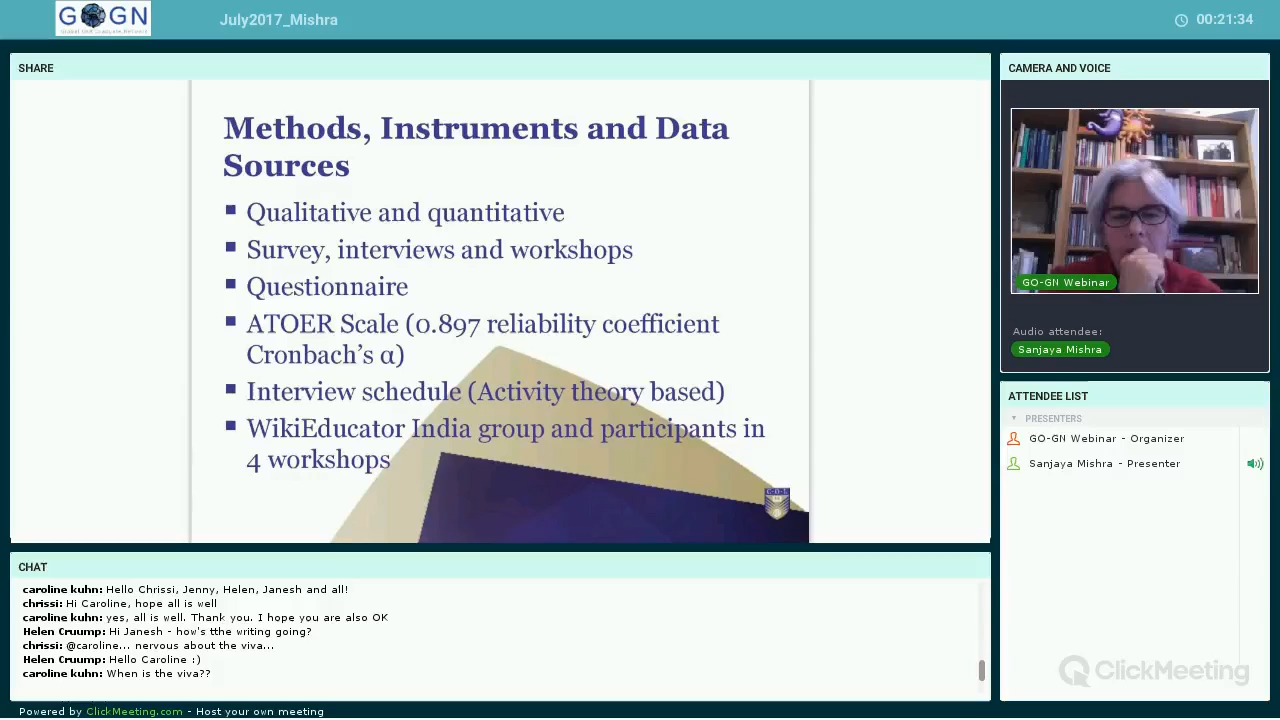 GOGN
July2017_Mishra
00:21:34
SHARE
Methods, Instruments and Data
Sources
Qualitative and quantitative
Survey, interviews and workshops
Questionnaire
ATOER Scale (0.897 reliability coefficient
Cronbach’s α)
Interview schedule (Activity theory based)
WikiEducator India group and participants in
4 workshops
CAMERA AND VOICE
GO-GN Webinar
Audio attendee:
Sanjaya Mishra
ATTENDEE LIST
PRESENTERS
GO-GN Webinar - Organizer
Sanjaya Mishra - Presenter
CHAT
caroline kuhn: Hello Chrissi, Jenny, Helen, Janesh and all!
chrissi: Hi Caroline, hope all is well
caroline kuhn: yes, all is well. Thank you. I hope you are also OK
Helen Cruump: Hi Janesh - how's tthe writing going?
chrissi: @caroline... nervous about the viva...
Helen Cruump: Hello Caroline :)
caroline kuhn: When is the viva??
ClickMeeting
Powered by ClickMeeting.com - Host your own meeting